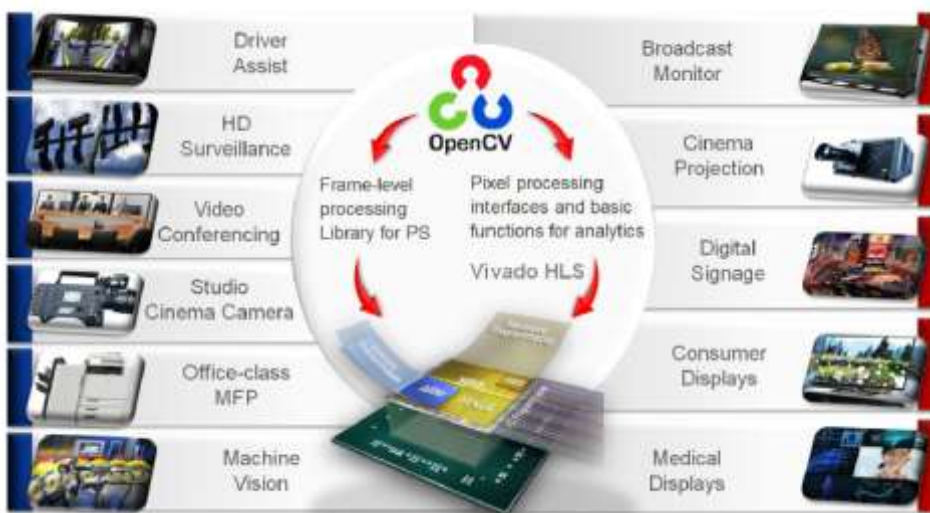 Driver
Assist
HD
Surveillance
Video
Conferencing
Studio
Cinema Camera
Office-class
MFP
Machine
Vision
OpenCV
Frame-level
processing
Library for PS
Pixel processing
interfaces and basic
functions for analytics
Vivado HLS
Broadcast
Monitor
Cinema
Projection
Digital
Signage
Consumer
Displays
Medical
Displays